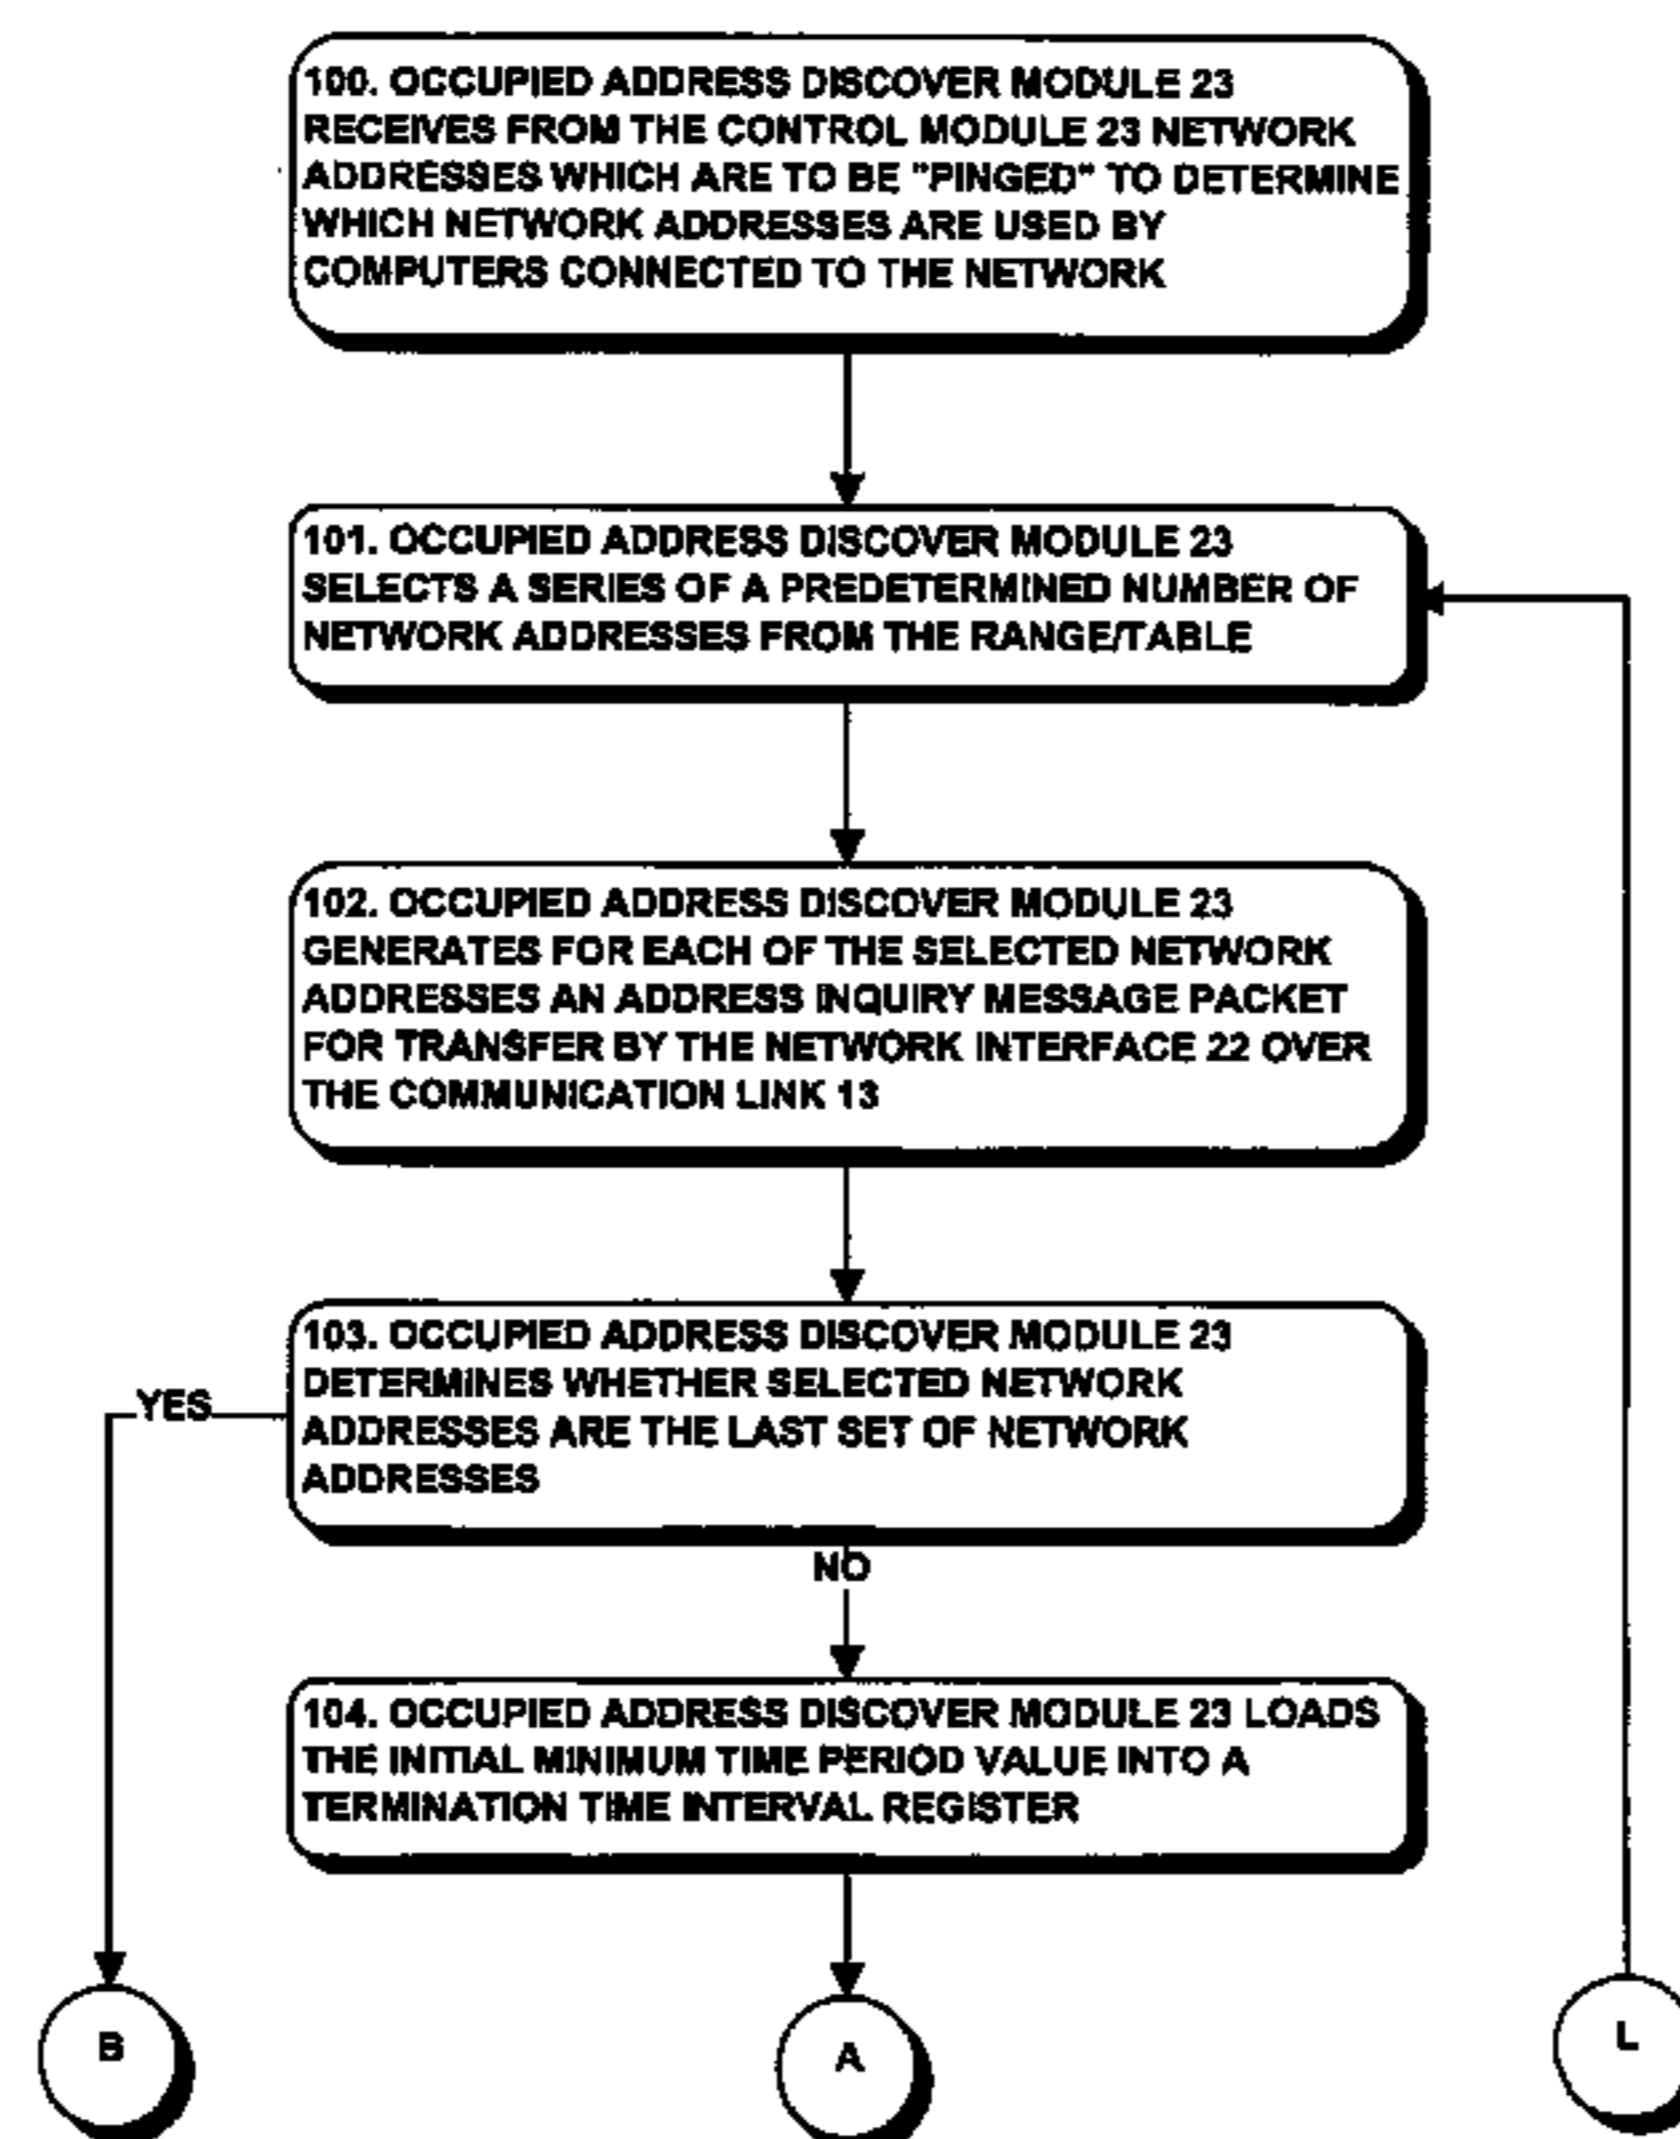 100. OCCUPIED ADDRESS DISCOVER MODULE 23
RECEIVES FROM THE CONTROL MODULE 23 NETWORK
ADDRESSES WHICH ARE TO BE "PINGED" TO DETERMINE
WHICH NETWORK ADDRESSES ARE USED BY
COMPUTERS CONNECTED TO THE NETWORK
101. OCCUPIED ADDRESS DISCOVER MODULE 23
SELECTS A SERIES OF A PREDETERMINED NUMBER OF
NETWORK ADDRESSES FROM THE RANGE/TABLE
102. OCCUPIED ADDRESS DISCOVER MODULE 23
GENERATES FOR EACH OF THE SELECTED NETWORK
ADDRESSES AN ADDRESS INQUIRY MESSAGE PACKET
FOR TRANSFER BY THE NETWORK INTERFACE 22 OVER
THE COMMUNICATION LINK 13
103. OCCUPIED ADDRESS DISCOVER MODULE 23
DETERMINES WHETHER SELECTED NETWORK
ADDRESSES ARE THE LAST SET OF NETWORK
ADDRESSES
YES
NO
104. OCCUPIED ADDRESS DISCOVER MODULE 23 LOADS
THE INITIAL MINIMUM TIME PERIOD VALUE INTO A
TERMINATION TIME INTERVAL REGISTER
B
A
L